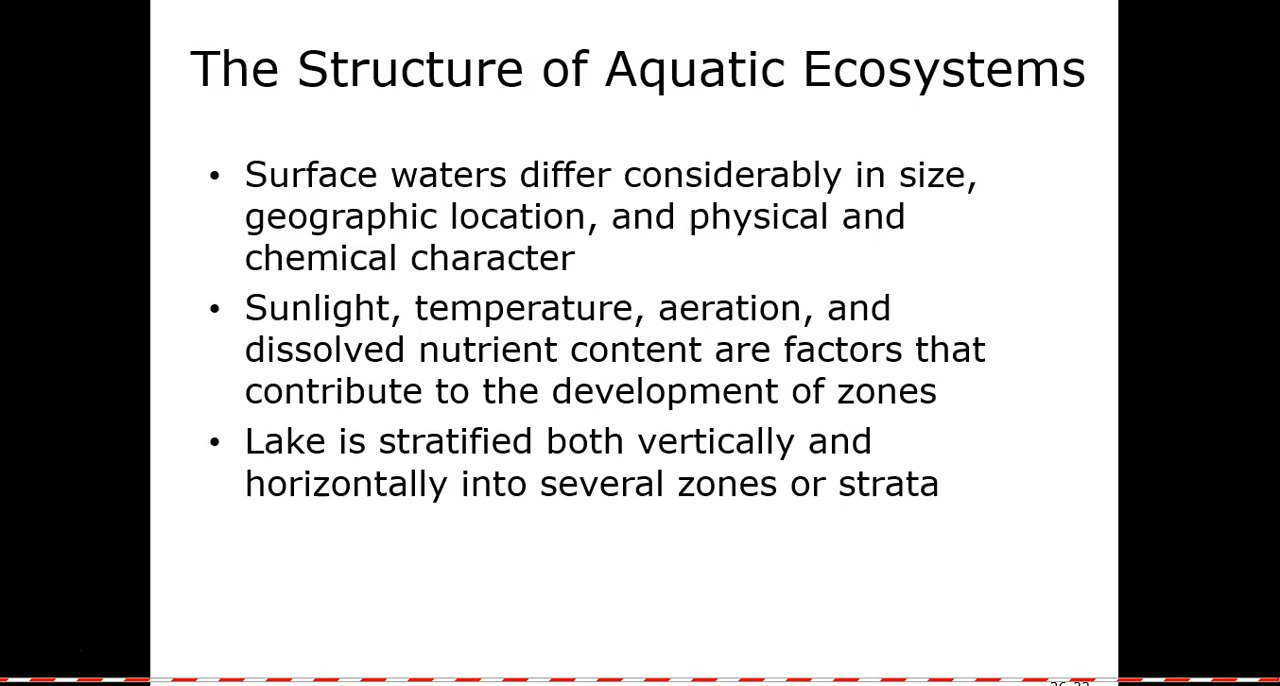 The Structure of Aquatic Ecosystems
• Surface waters differ considerably in size,
geographic location, and physical and
chemical character
• Sunlight, temperature, aeration, and
dissolved nutrient content are factors that
contribute to the development of zones
• Lake is stratified both vertically and
horizontally into several zones or strata